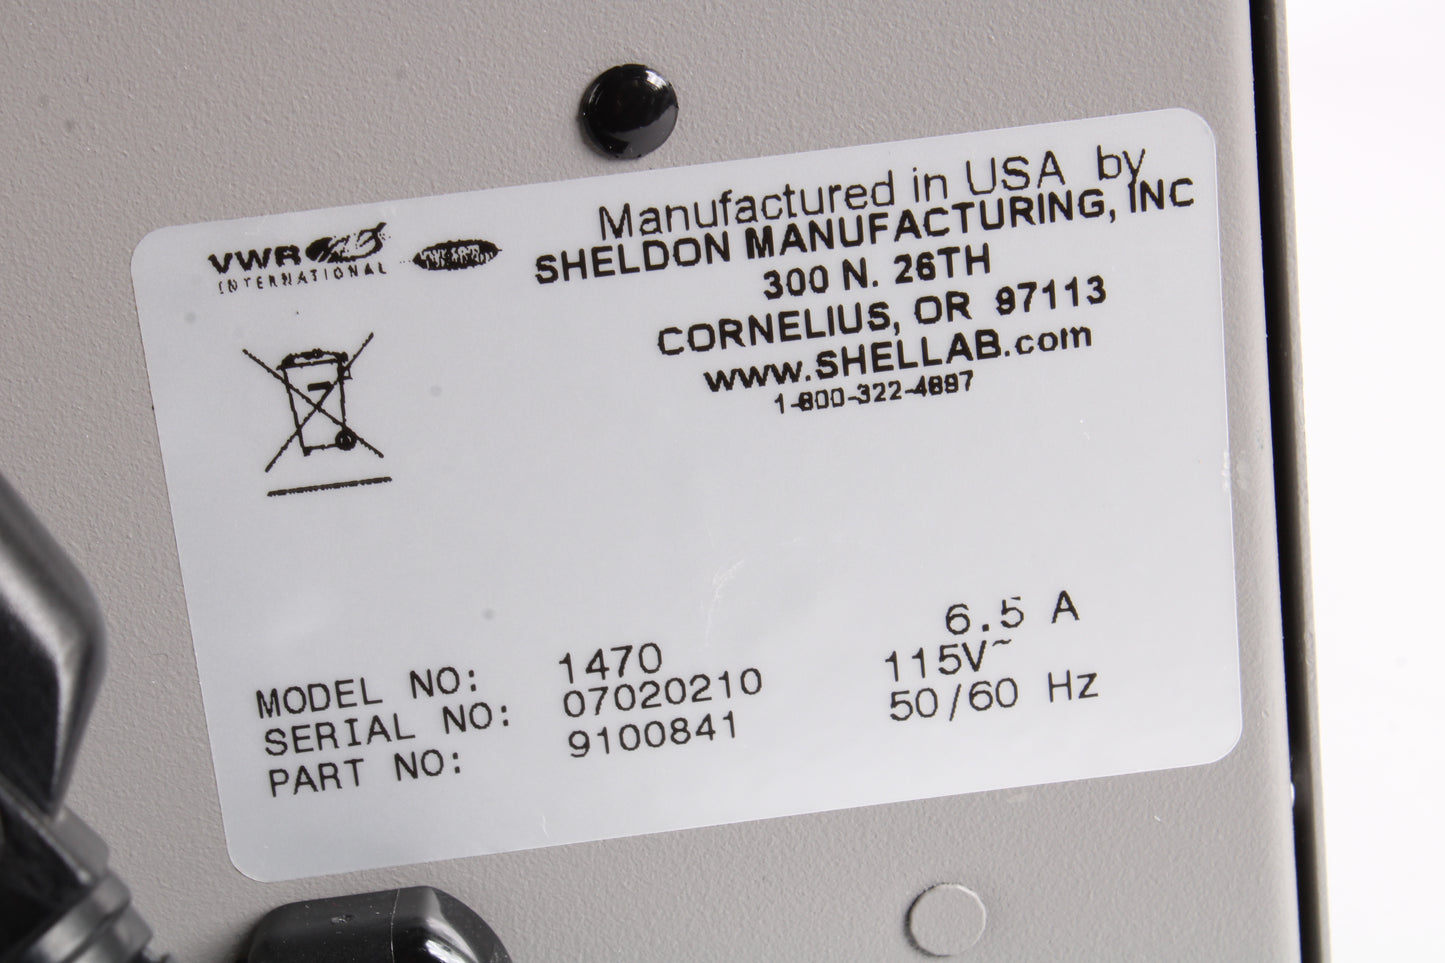 VWR
INTERNATIONAL
Manufactured in USA by
SHELDON MANUFACTURING, INC
300 N. 26TH
CORNELIUS, OR 97113
www.SHELLAB.com
1-800-322-4897
MODEL NO: 1470
SERIAL NO: 07020210
PART NO: 9100841
6.5 A
115V~
50/60 Hz